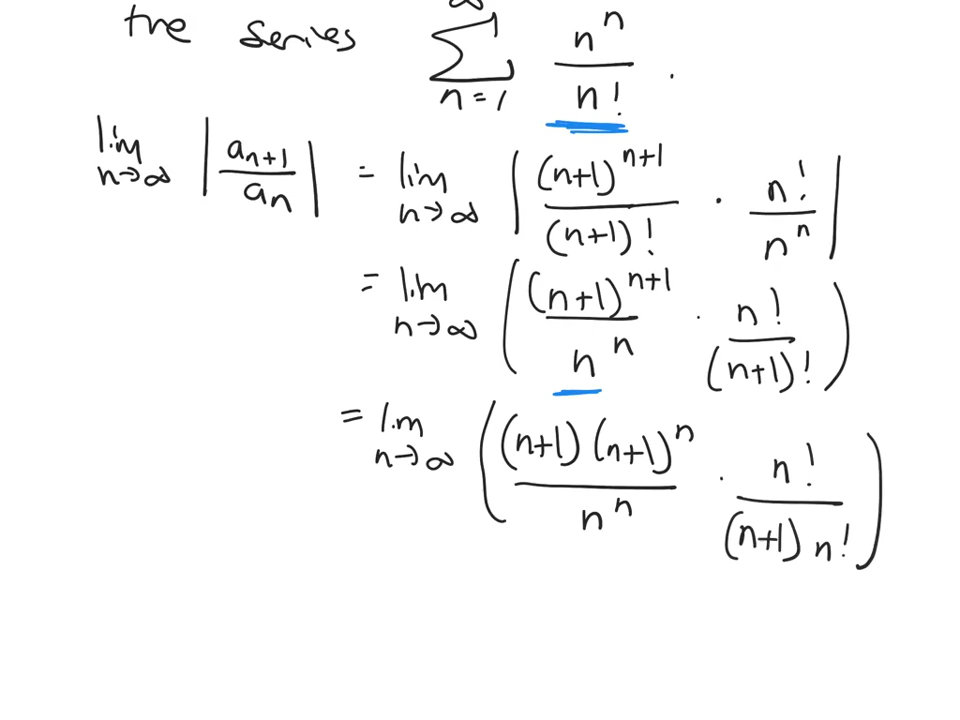 the series ∑_{n=1}^{∞} n^n / n! .
lim_{n→∞} | a_{n+1} / a_n | = lim_{n→∞} | (n+1)^{n+1} / (n+1)! · n! / n^n |
= lim_{n→∞} ( (n+1)^{n+1} / n^n · n! / (n+1)! )
= lim_{n→∞} ( (n+1) (n+1)^n / n^n · n! / (n+1) n! )